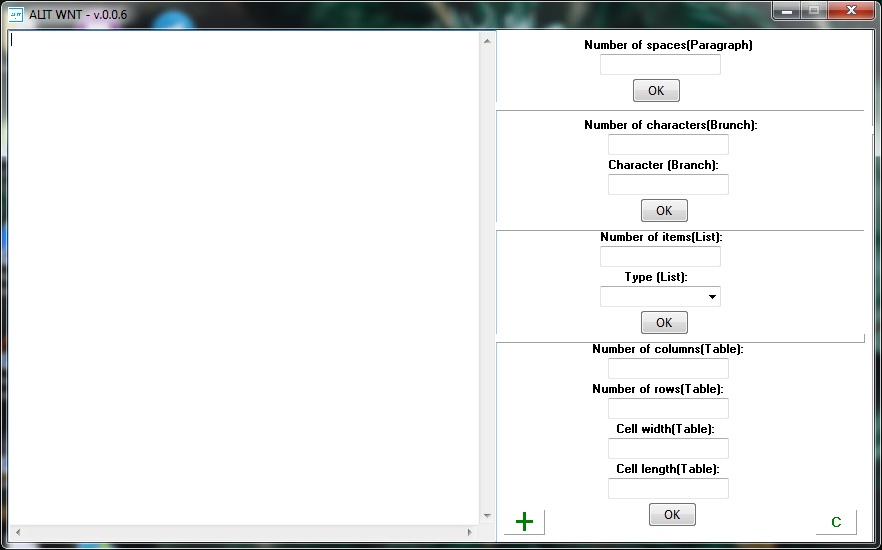 ALIT WNT - v.0.0.6
Number of spaces(Paragraph)
OK
Number of characters(Brunch):
Character (Branch):
OK
Number of items(List):
Type (List):
OK
Number of columns(Table):
Number of rows(Table):
Cell width(Table):
Cell length(Table):
OK
+
C